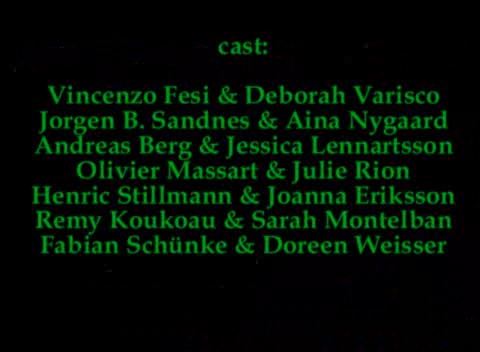 cast:
Vincenzo Fesi & Deborah Varisco
Jorgen B. Sandnes & Aina Nygaard
Andreas Berg & Jessica Lennartsson
Olivier Massart & Julie Rion
Henric Stillmann & Joanna Eriksson
Remy Koukoau & Sarah Montelban
Fabian Schünke & Doreen Weisser